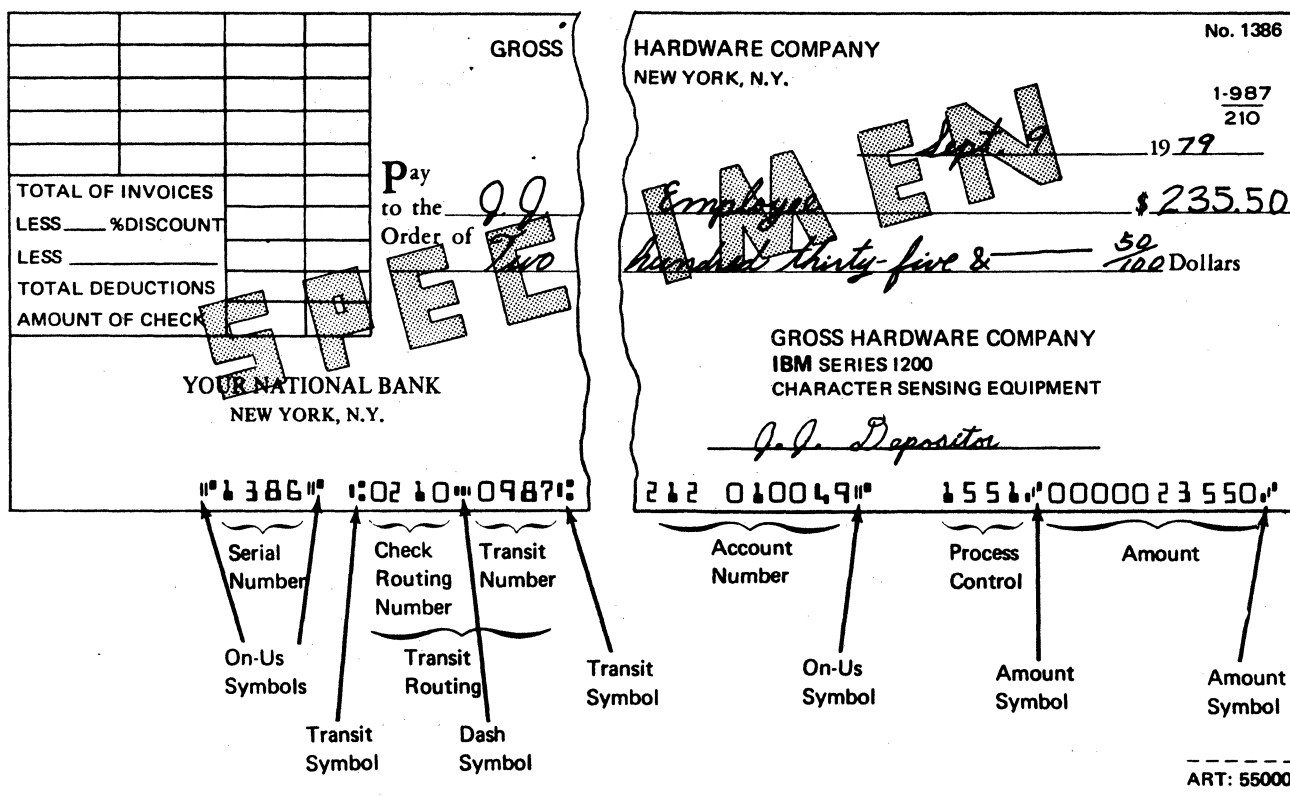 No. 1386
GROSS HARDWARE COMPANY
NEW YORK, N.Y.
1-987
210
Sept. 9 1979
Pay
to the
Order of J.J. Employee $ 235.50
Two hundred thirty-five & 50/100 Dollars
SPECIMEN
TOTAL OF INVOICES
LESS %DISCOUNT
LESS
TOTAL DEDUCTIONS
AMOUNT OF CHECK
YOUR NATIONAL BANK
NEW YORK, N.Y.
GROSS HARDWARE COMPANY
IBM SERIES 1200
CHARACTER SENSING EQUIPMENT
J.J. Depositor
⑈1386⑈ ⑆0210⑉0987⑆ 212 010049⑈ 1551⑇0000023550⑇
Serial
Number
Check
Routing
Number
Transit
Number
Account
Number
Process
Control
Amount
On-Us
Symbols
Transit
Routing
Transit
Symbol
On-Us
Symbol
Amount
Symbol
Amount
Symbol
Transit
Symbol
Dash
Symbol
ART: 55000